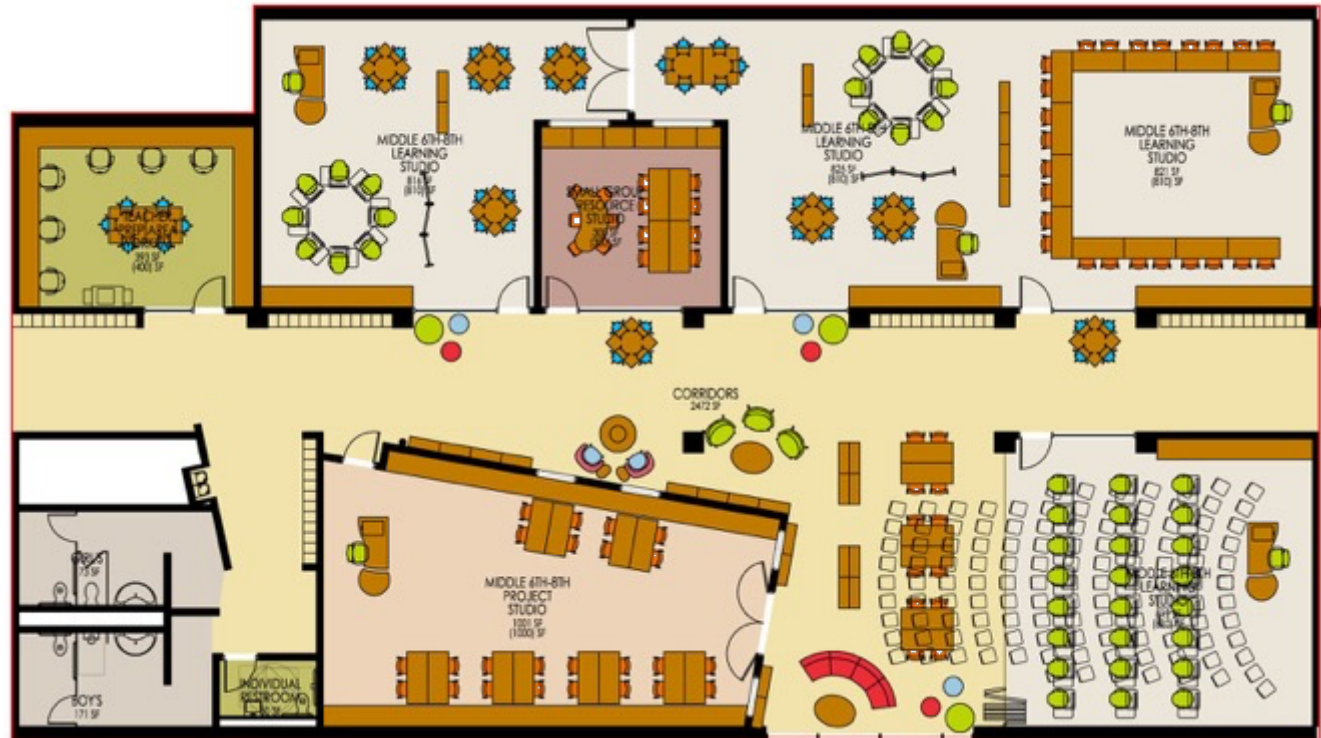 MIDDLE 6TH-8TH
LEARNING
STUDIO
816 SF
(810) SF
MIDDLE 6TH-8TH
LEARNING
STUDIO
825 SF
(810) SF
MIDDLE 6TH-8TH
LEARNING
STUDIO
821 SF
(810) SF
TEACHER
PREP/AREA
393 SF
(400) SF
SMALL GROUP
RESOURCE
STUDIO
CORRIDORS
2472 SF
MIDDLE 6TH-8TH
PROJECT
STUDIO
1001 SF
(1000) SF
MIDDLE 6TH-8TH
LEARNING
STUDIO
GIRLS
BOYS
171 SF
INDIVIDUAL
RESTROOM
SF